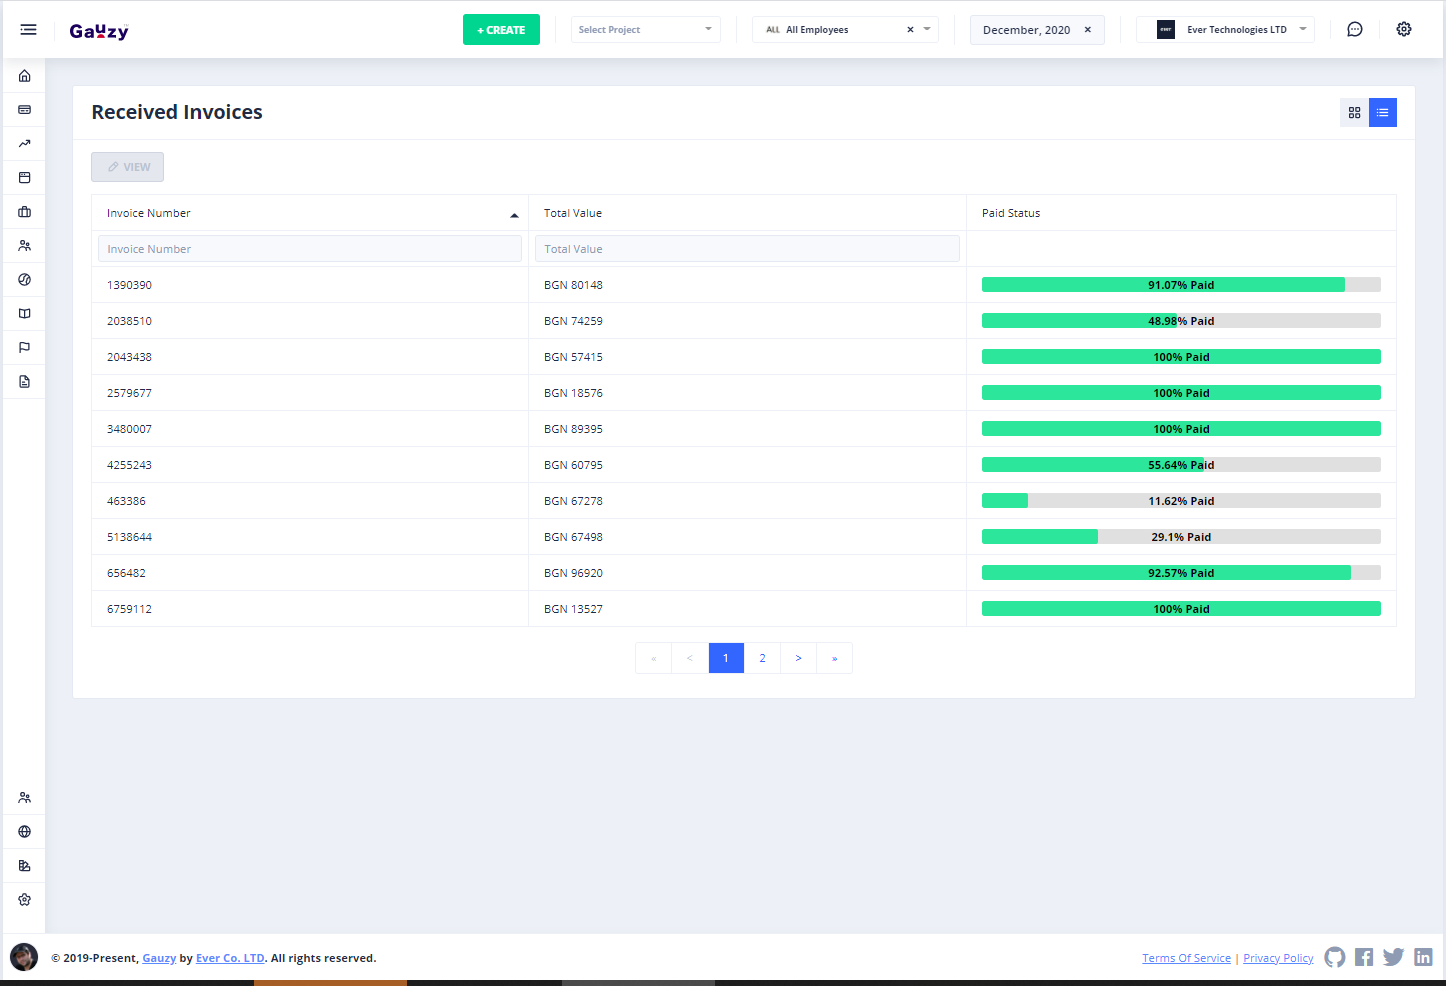 Gauzy
+ CREATE
Select Project
ALL All Employees ×
December, 2020 ×
ever Ever Technologies LTD
Received Invoices
VIEW
Invoice Number Total Value Paid Status
Invoice Number Total Value
1390390 BGN 80148 91.07% Paid
2038510 BGN 74259 48.98% Paid
2043438 BGN 57415 100% Paid
2579677 BGN 18576 100% Paid
3480007 BGN 89395 100% Paid
4255243 BGN 60795 55.64% Paid
463386 BGN 67278 11.62% Paid
5138644 BGN 67498 29.1% Paid
656482 BGN 96920 92.57% Paid
6759112 BGN 13527 100% Paid
« < 1 2 > »
© 2019-Present, Gauzy by Ever Co. LTD. All rights reserved.
Terms Of Service | Privacy Policy